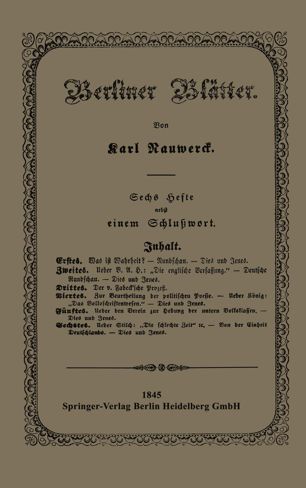 Berliner Blätter.
Von
Karl Nauwerck.
Sechs Hefte
nebst
einem Schlußwort.
Inhalt.
Erstes. Was ist Wahrheit? — Rundschau. — Dies und Jenes.
Zweites. Ueber B. A. H.: „Die englische Verfassung.“ — Deutsche
Rundschau. — Dies und Jenes.
Drittes. Der v. Fabeck'sche Prozeß.
Viertes. Zur Beurtheilung der politischen Poesie. — Ueber König:
„Das Volksschriftenwesen.“ — Dies und Jenes.
Fünftes. Ueber den Verein zur Hebung der untern Volksklassen. —
Dies und Jenes.
Sechstes. Ueber Stilch: „Die schlechte Zeit“ ꝛc. — Von der Einheit
Deutschlands. — Dies und Jenes.
1845
Springer-Verlag Berlin Heidelberg GmbH